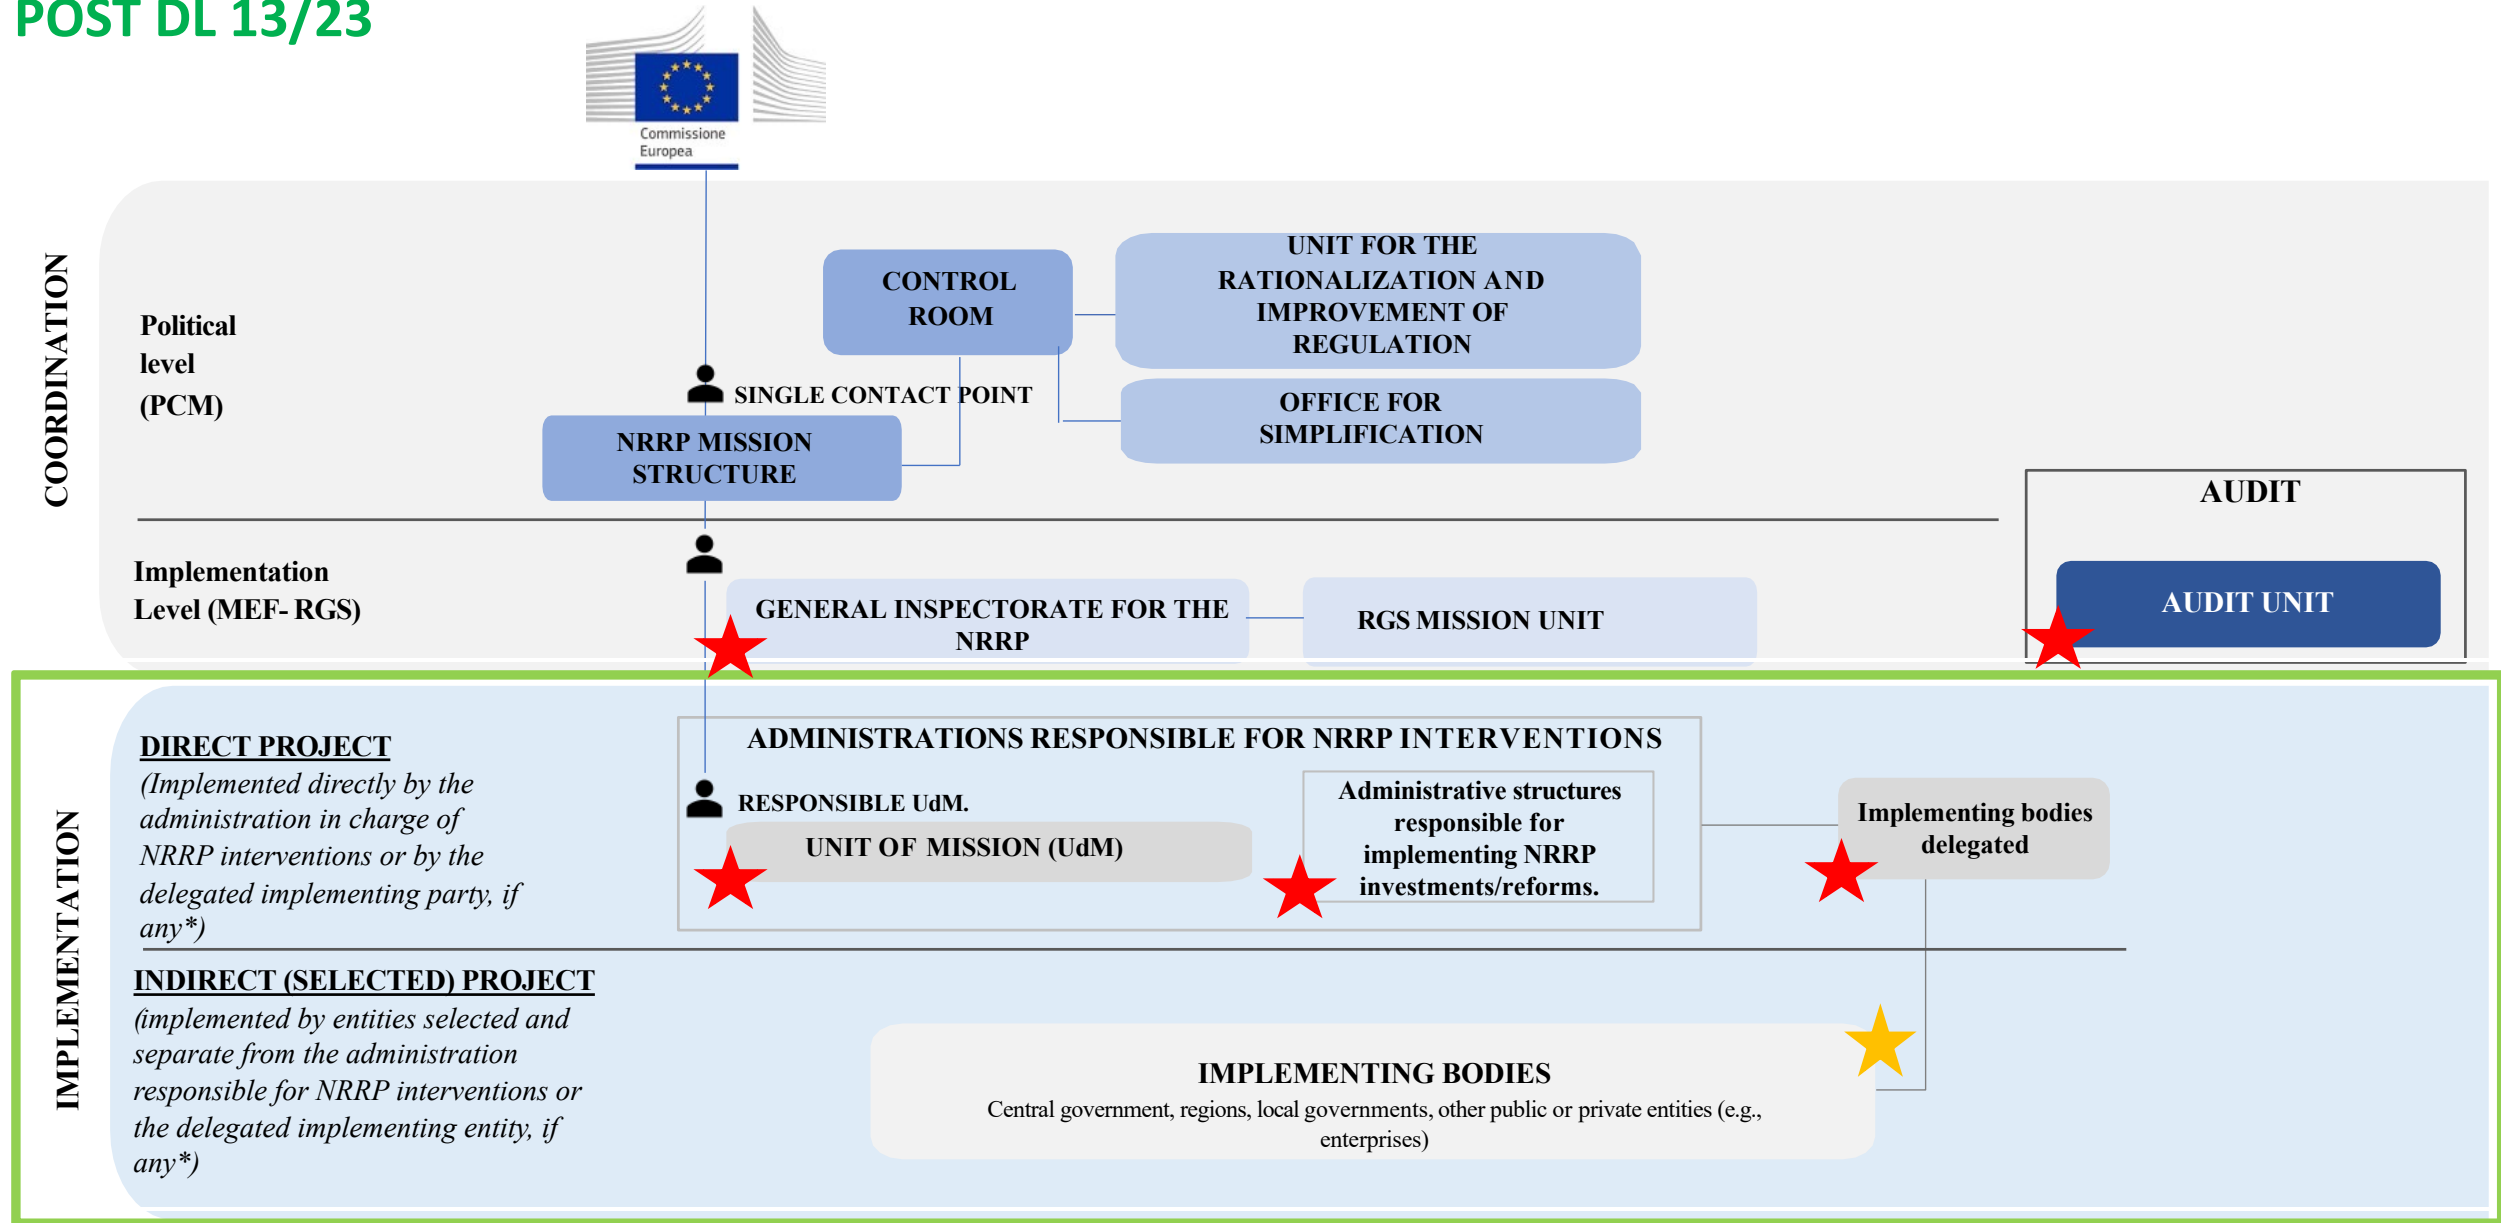 POST DL 13/23
Commissione
Europea
COORDINATION
Political
level
(PCM)
CONTROL
ROOM
UNIT FOR THE
RATIONALIZATION AND
IMPROVEMENT OF
REGULATION
SINGLE CONTACT POINT
OFFICE FOR
SIMPLIFICATION
NRRP MISSION
STRUCTURE
AUDIT
AUDIT UNIT
Implementation
Level (MEF- RGS)
GENERAL INSPECTORATE FOR THE
NRRP
RGS MISSION UNIT
IMPLEMENTATION
DIRECT PROJECT
(Implemented directly by the
administration in charge of
NRRP interventions or by the
delegated implementing party, if
any*)
ADMINISTRATIONS RESPONSIBLE FOR NRRP INTERVENTIONS
RESPONSIBLE UdM.
UNIT OF MISSION (UdM)
Administrative structures
responsible for
implementing NRRP
investments/reforms.
Implementing bodies
delegated
INDIRECT (SELECTED) PROJECT
(implemented by entities selected and
separate from the administration
responsible for NRRP interventions or
the delegated implementing entity, if
any*)
IMPLEMENTING BODIES
Central government, regions, local governments, other public or private entities (e.g.,
enterprises)